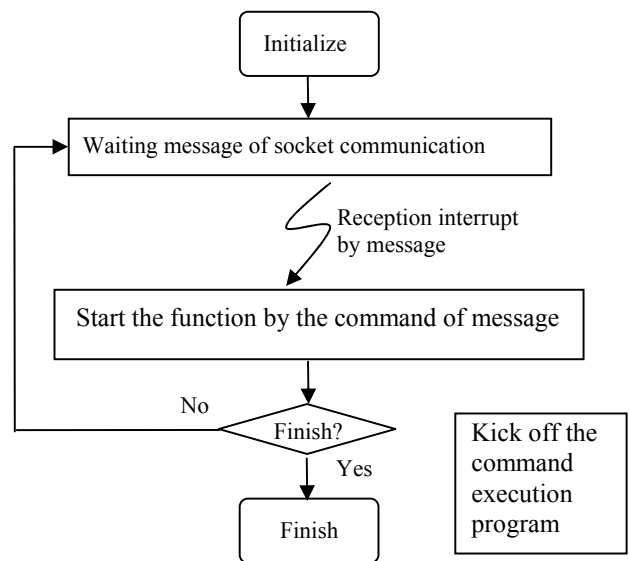 Initialize
Waiting message of socket communication
Reception interrupt
by message
Start the function by the command of message
No
Finish?
Yes
Finish
Kick off the
command
execution
program